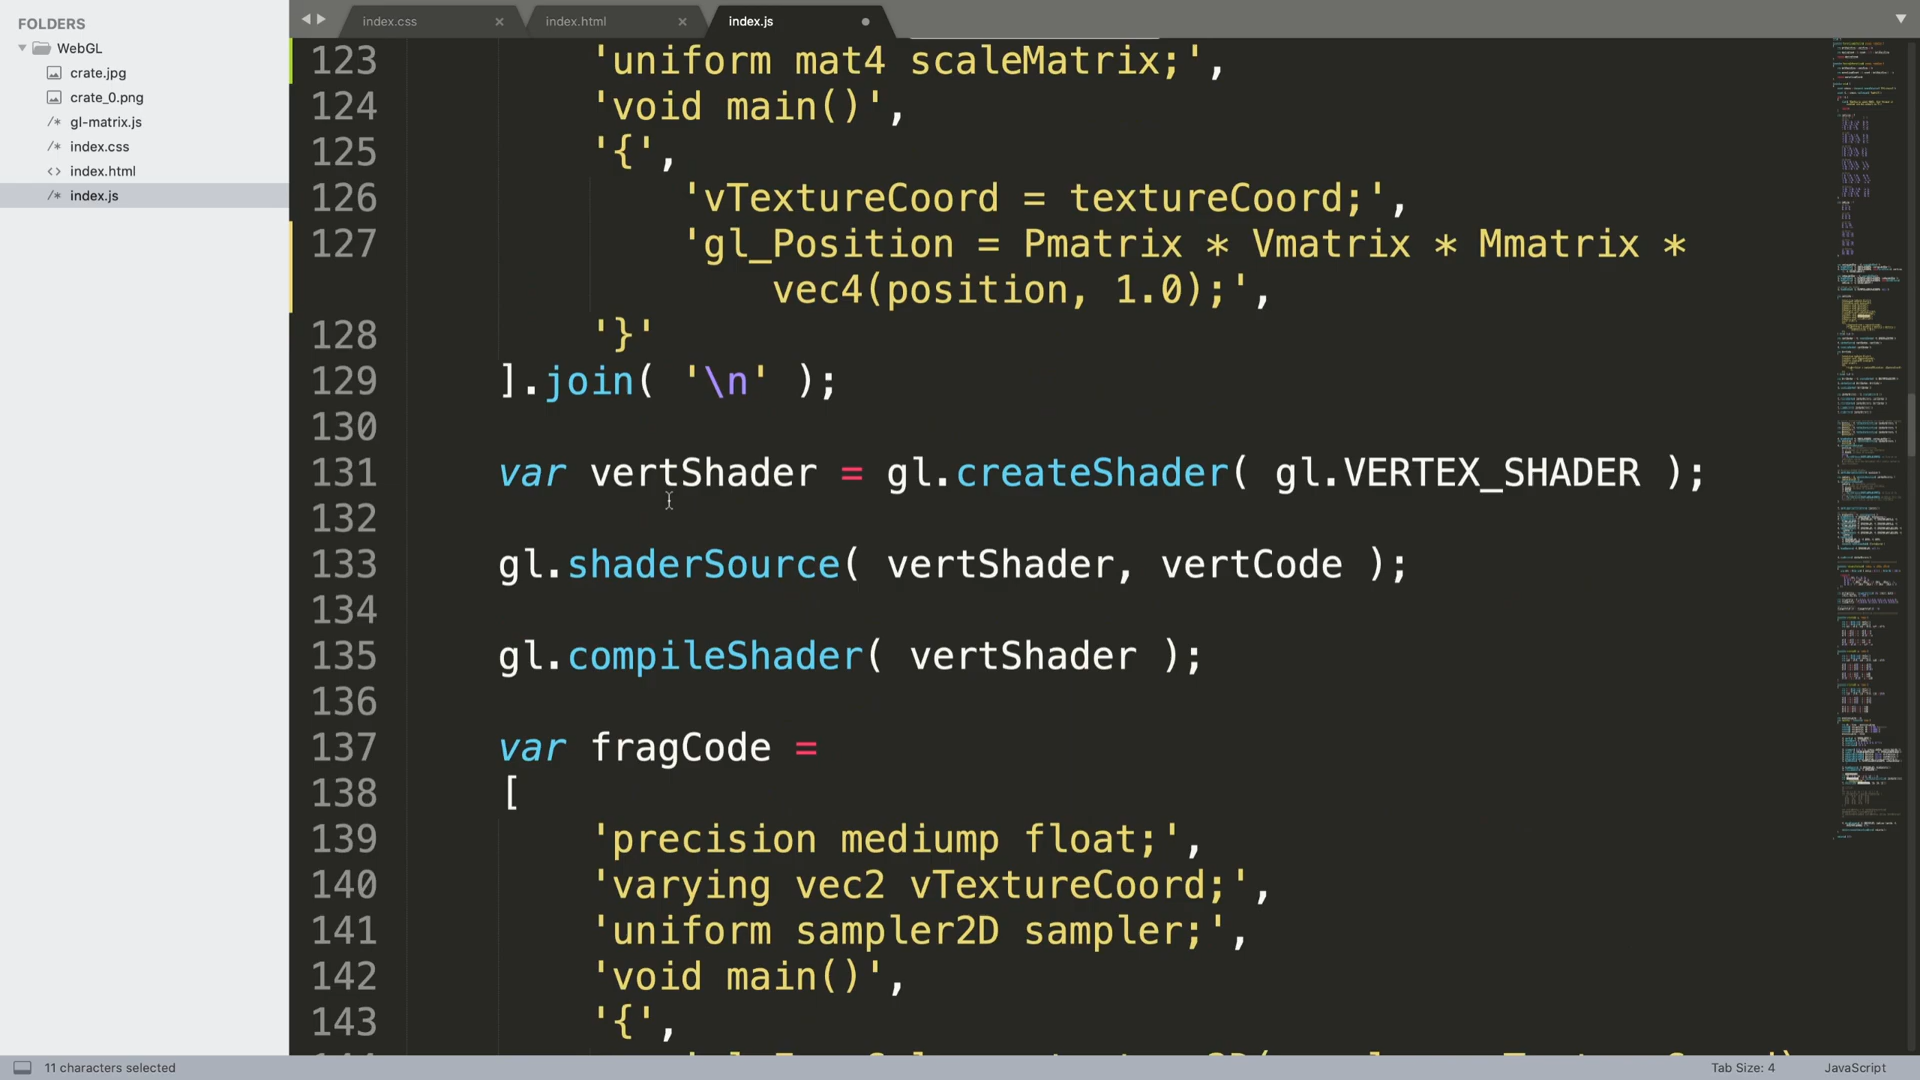 FOLDERS
WebGL
crate.jpg
crate_0.png
/* gl-matrix.js
/* index.css
<> index.html
/* index.js
index.css × index.html × index.js
123 'uniform mat4 scaleMatrix;',
124 'void main()',
125 '{',
126 'vTextureCoord = textureCoord;',
127 'gl_Position = Pmatrix * Vmatrix * Mmatrix *
vec4(position, 1.0);',
128 '}'
129 ].join( '\n' );
130
131 var vertShader = gl.createShader( gl.VERTEX_SHADER );
132
133 gl.shaderSource( vertShader, vertCode );
134
135 gl.compileShader( vertShader );
136
137 var fragCode =
138 [
139 'precision mediump float;',
140 'varying vec2 vTextureCoord;',
141 'uniform sampler2D sampler;',
142 'void main()',
143 '{',
11 characters selected
Tab Size: 4 JavaScript